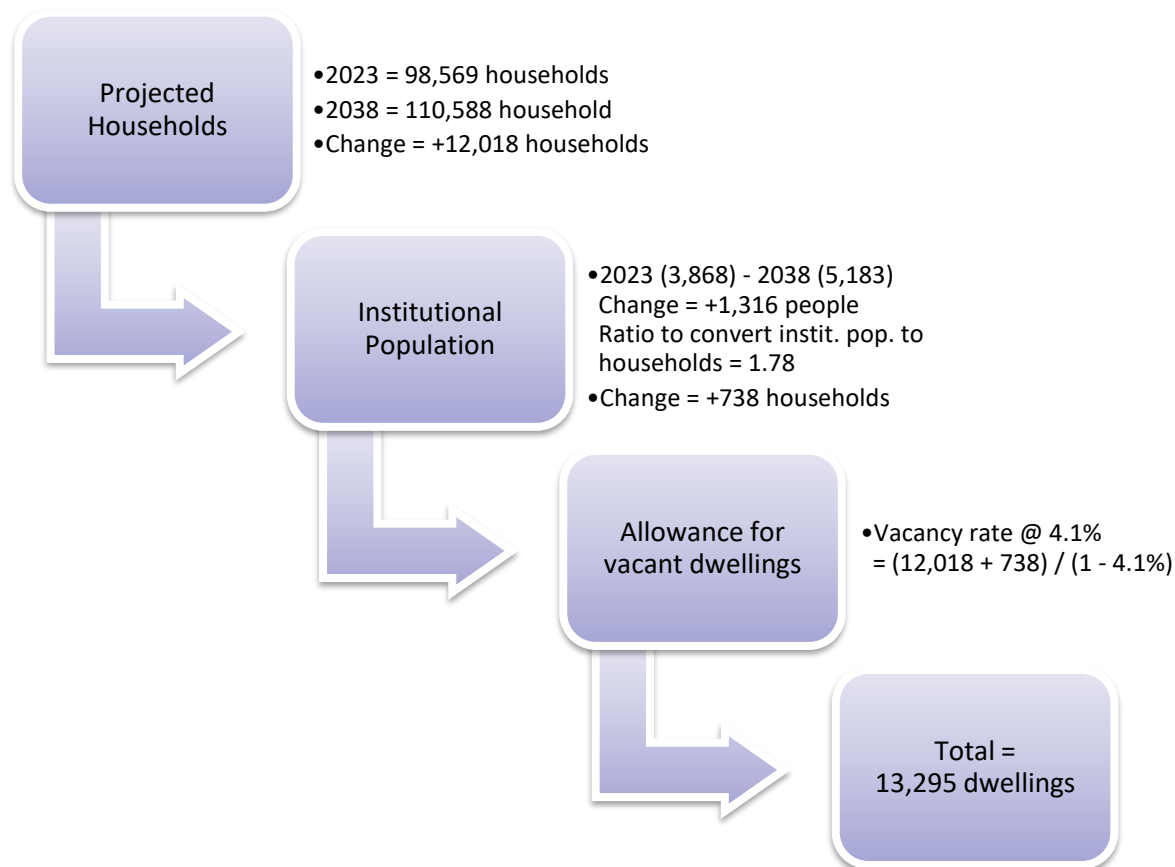 Projected
Households
•2023 = 98,569 households
•2038 = 110,588 household
•Change = +12,018 households
Institutional
Population
•2023 (3,868) - 2038 (5,183)
Change = +1,316 people
Ratio to convert instit. pop. to
households = 1.78
•Change = +738 households
Allowance for
vacant dwellings
•Vacancy rate @ 4.1%
= (12,018 + 738) / (1 - 4.1%)
Total =
13,295 dwellings